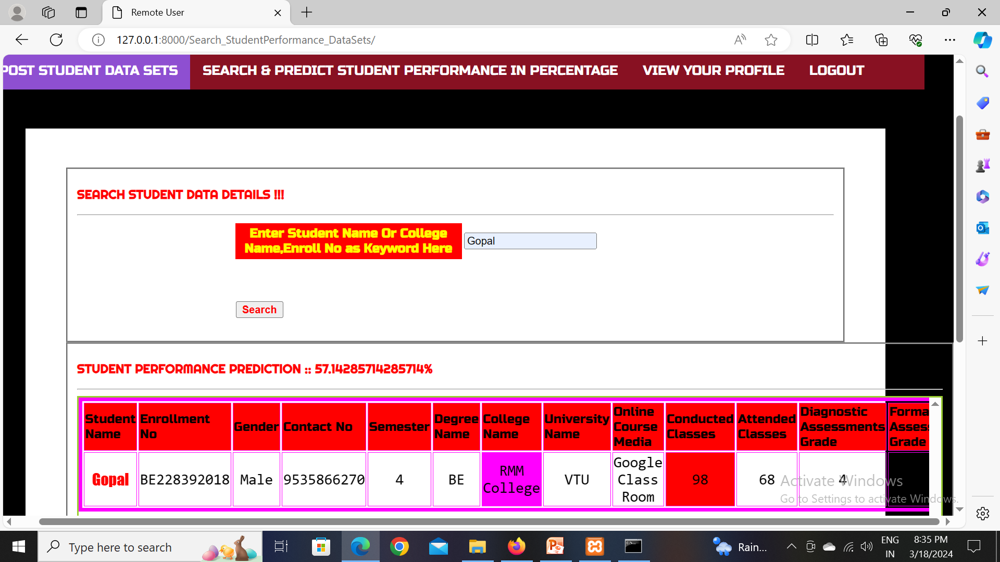 Remote User
127.0.0.1:8000/Search_StudentPerformance_DataSets/
POST STUDENT DATA SETS SEARCH & PREDICT STUDENT PERFORMANCE IN PERCENTAGE VIEW YOUR PROFILE LOGOUT
SEARCH STUDENT DATA DETAILS !!!
Enter Student Name Or College
Name,Enroll No as Keyword Here
Gopal
Search
STUDENT PERFORMANCE PREDICTION :: 57.14285714285714%
Student Name Enrollment No Gender Contact No Semester Degree Name College Name University Name Online Course Media Conducted Classes Attended Classes Diagnostic Assessments Grade Forma Assess Grade
Gopal BE228392018 Male 9535866270 4 BE RMM College VTU Google Class Room 98 68 4
Activate Windows
Go to Settings to activate Windows.
Type here to search
Rain...
ENG
IN
8:35 PM
3/18/2024